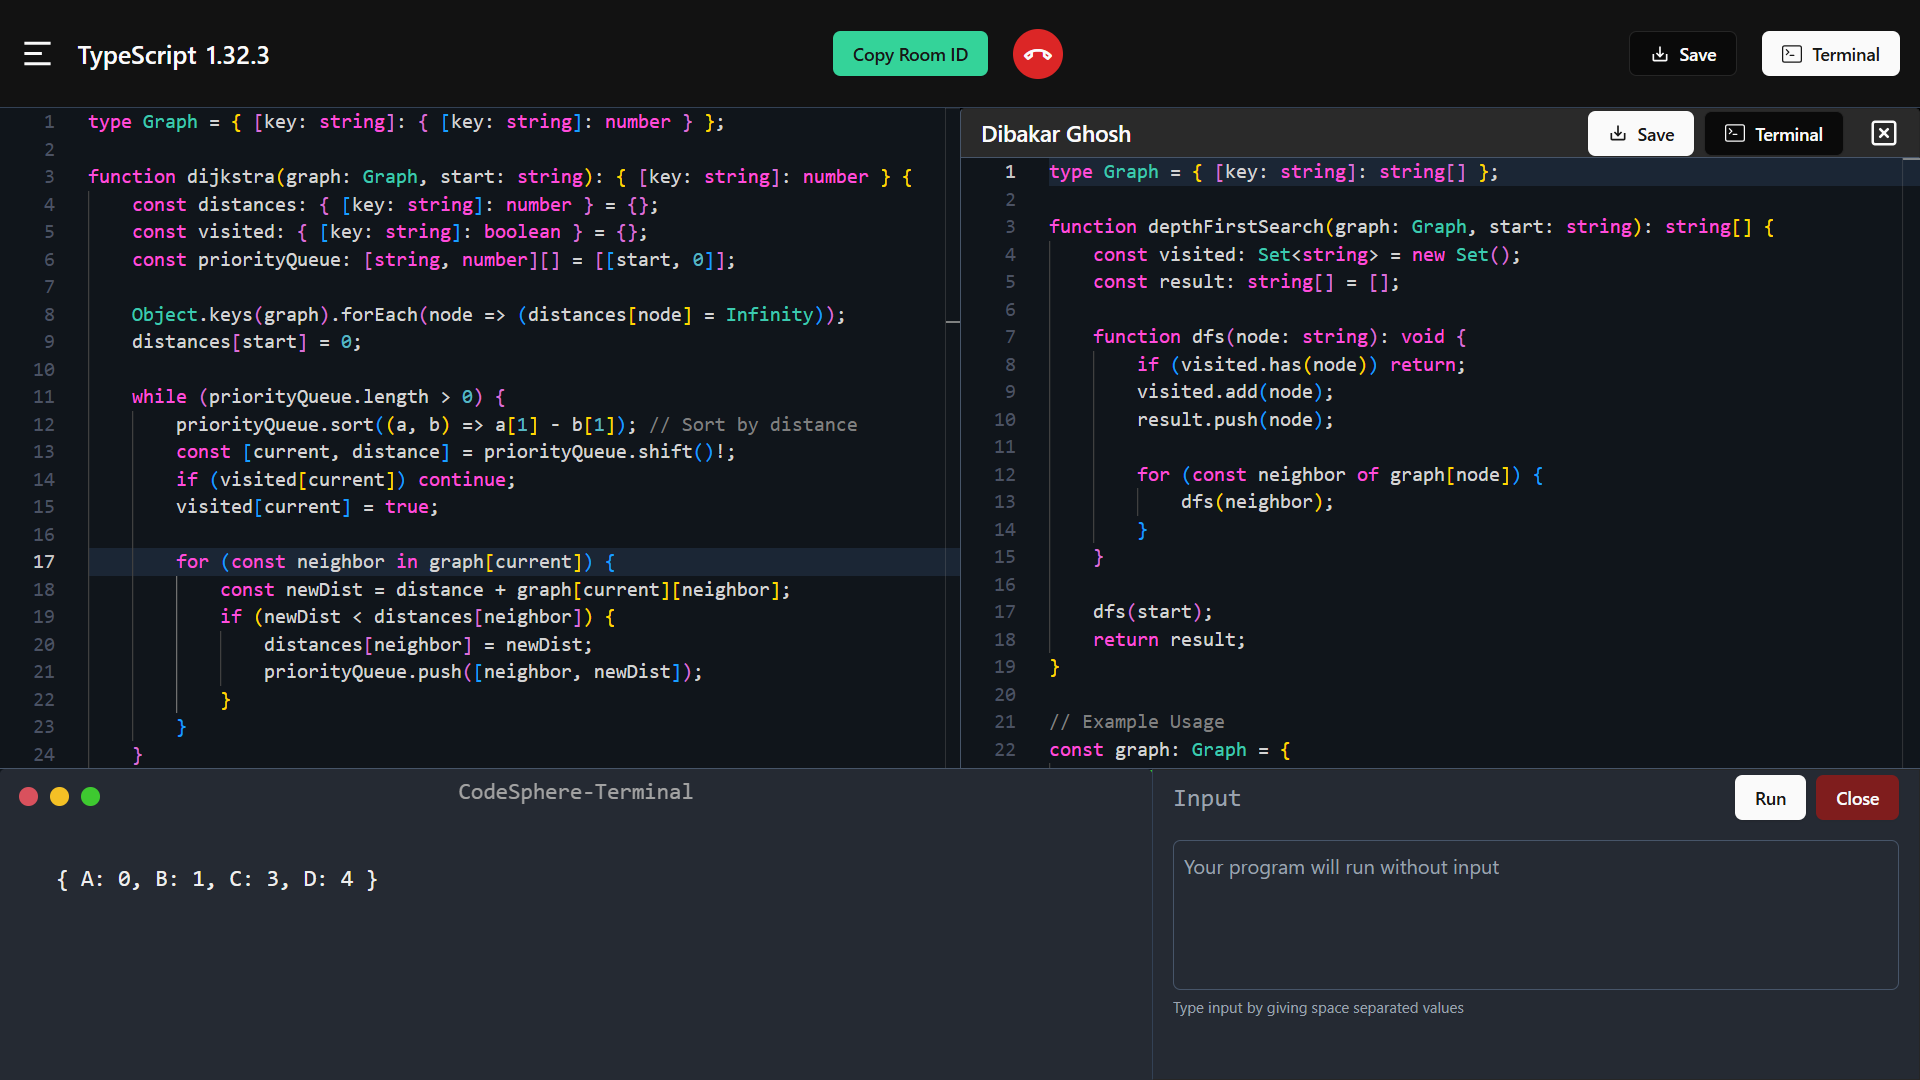 TypeScript 1.32.3
Copy Room ID
Save
Terminal
1 type Graph = { [key: string]: { [key: string]: number } };
2
3 function dijkstra(graph: Graph, start: string): { [key: string]: number } {
4 const distances: { [key: string]: number } = {};
5 const visited: { [key: string]: boolean } = {};
6 const priorityQueue: [string, number][] = [[start, 0]];
7
8 Object.keys(graph).forEach(node => (distances[node] = Infinity));
9 distances[start] = 0;
10
11 while (priorityQueue.length > 0) {
12 priorityQueue.sort((a, b) => a[1] - b[1]); // Sort by distance
13 const [current, distance] = priorityQueue.shift()!;
14 if (visited[current]) continue;
15 visited[current] = true;
16
17 for (const neighbor in graph[current]) {
18 const newDist = distance + graph[current][neighbor];
19 if (newDist < distances[neighbor]) {
20 distances[neighbor] = newDist;
21 priorityQueue.push([neighbor, newDist]);
22 }
23 }
24 }
Dibakar Ghosh
Save
Terminal
1 type Graph = { [key: string]: string[] };
2
3 function depthFirstSearch(graph: Graph, start: string): string[] {
4 const visited: Set<string> = new Set();
5 const result: string[] = [];
6
7 function dfs(node: string): void {
8 if (visited.has(node)) return;
9 visited.add(node);
10 result.push(node);
11
12 for (const neighbor of graph[node]) {
13 dfs(neighbor);
14 }
15 }
16
17 dfs(start);
18 return result;
19 }
20
21 // Example Usage
22 const graph: Graph = {
CodeSphere-Terminal
{ A: 0, B: 1, C: 3, D: 4 }
Input
Run
Close
Your program will run without input
Type input by giving space separated values